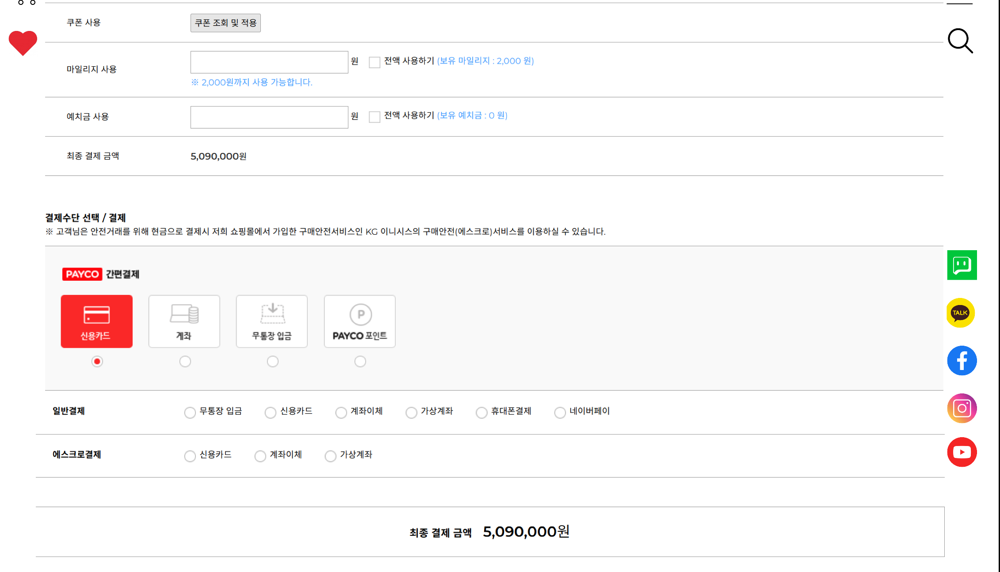 쿠폰 사용 쿠폰 조회 및 적용
마일리지 사용 원 전액 사용하기 (보유 마일리지 : 2,000 원)
※ 2,000원까지 사용 가능합니다.
예치금 사용 원 전액 사용하기 (보유 예치금 : 0 원)
최종 결제 금액 5,090,000원
결제수단 선택 / 결제
※ 고객님은 안전거래를 위해 현금으로 결제시 저희 쇼핑몰에서 가입한 구매안전서비스인 KG 이니시스의 구매안전(에스크로)서비스를 이용하실 수 있습니다.
PAYCO 간편결제
신용카드 계좌 무통장 입금 P PAYCO 포인트
TALK
일반결제 무통장 입금 신용카드 계좌이체 가상계좌 휴대폰결제 네이버페이
에스크로결제 신용카드 계좌이체 가상계좌
최종 결제 금액 5,090,000원